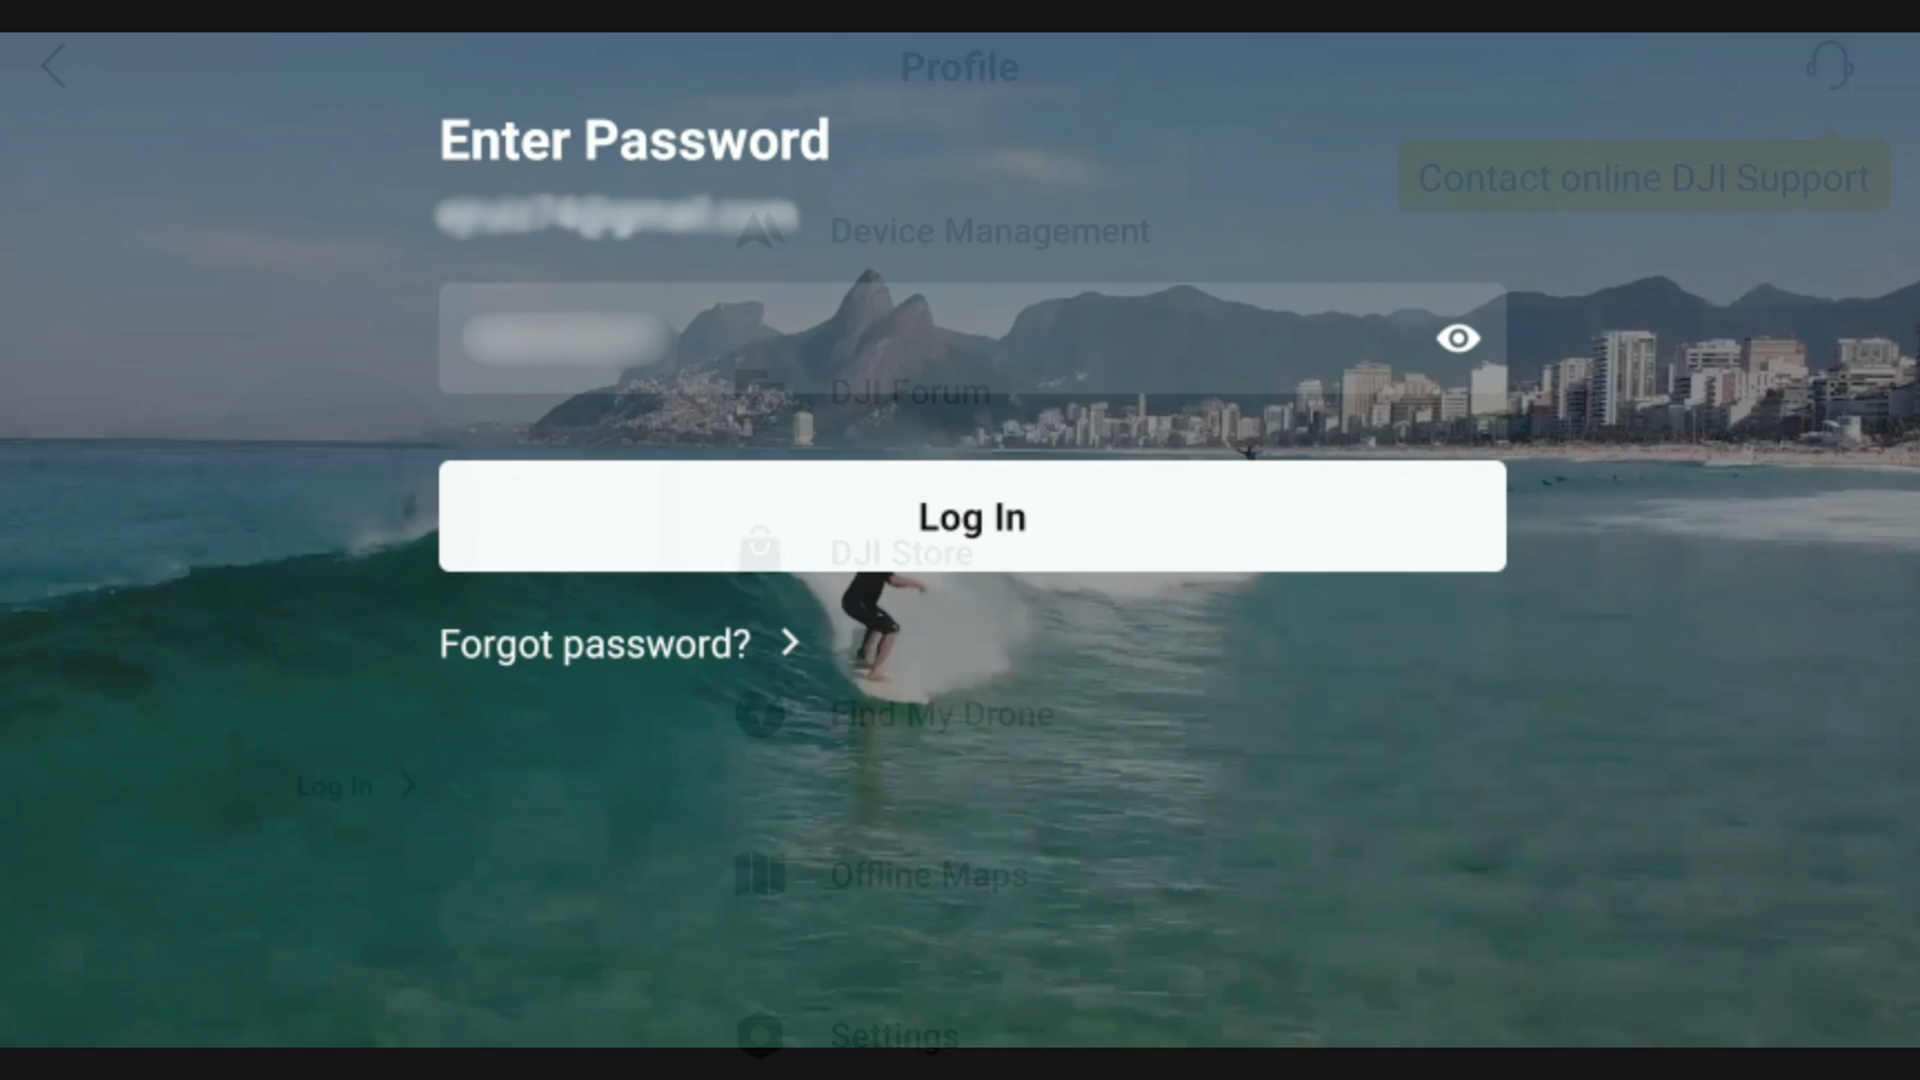 Profile
Enter Password
Contact online DJI Support
Device Management
DJI Forum
Log In
DJI Store
Forgot password?
Find My Drone
Log In
Offline Maps
Settings